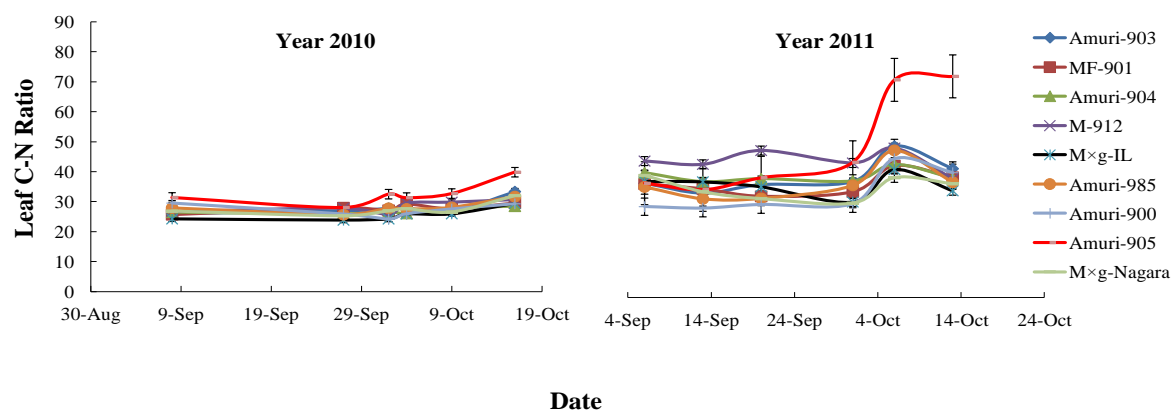 Leaf C-N Ratio
90
80
70
60
50
40
30
20
10
0
Year 2010
30-Aug 9-Sep 19-Sep 29-Sep 9-Oct 19-Oct
Year 2011
4-Sep 14-Sep 24-Sep 4-Oct 14-Oct 24-Oct
Amuri-903
MF-901
Amuri-904
M-912
M×g-IL
Amuri-985
Amuri-900
Amuri-905
M×g-Nagara
Date